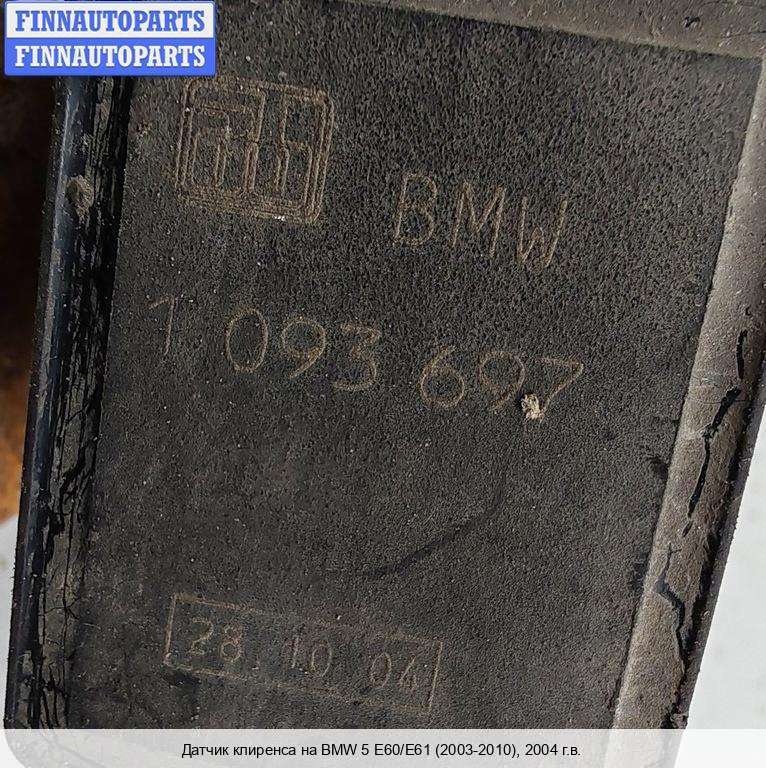 FINNAUTOPARTS
FINNAUTOPARTS
BMW
1 093 697
28 10 04
Датчик клиренса на BMW 5 E60/E61 (2003-2010), 2004 г.в.